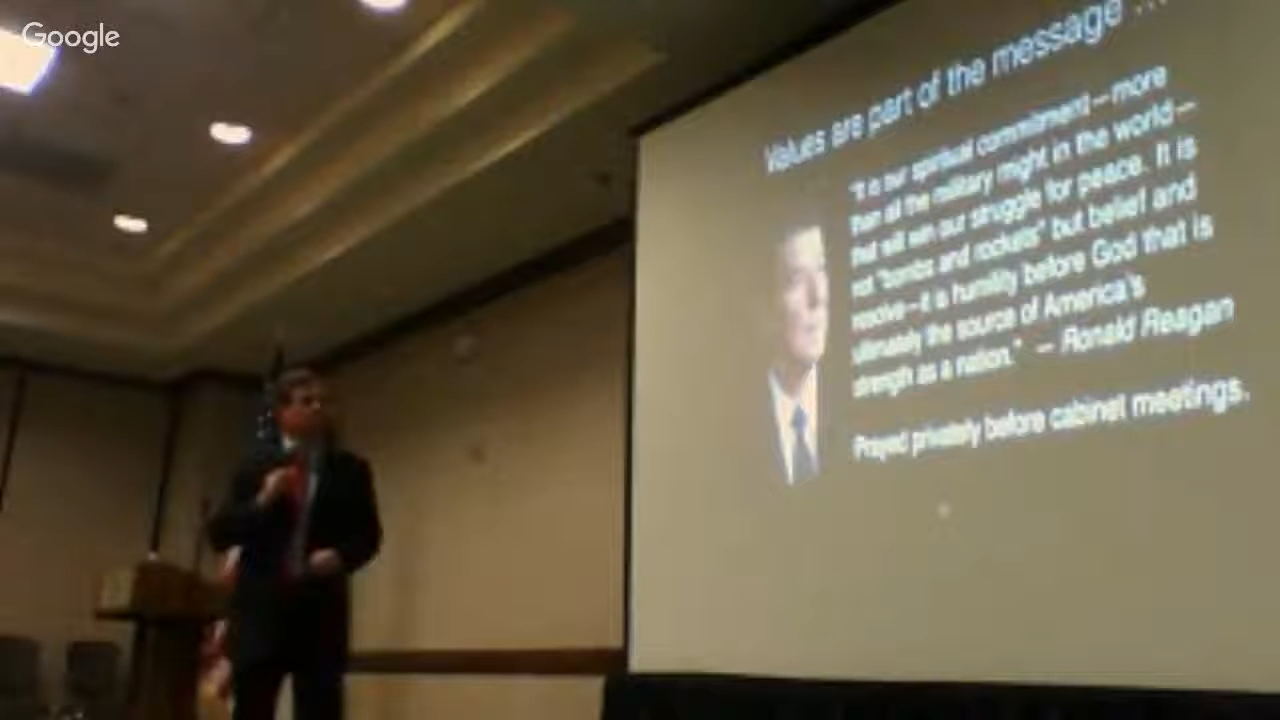 Google
Values are part of the message ...
"It is our spiritual commitment—more
than all the military might in the world—
that will win our struggle for peace. It is
not "bombs and rockets" but belief and
resolve—it is humility before God that is
ultimately the source of America's
strength as a nation." — Ronald Reagan
Prayed privately before cabinet meetings.